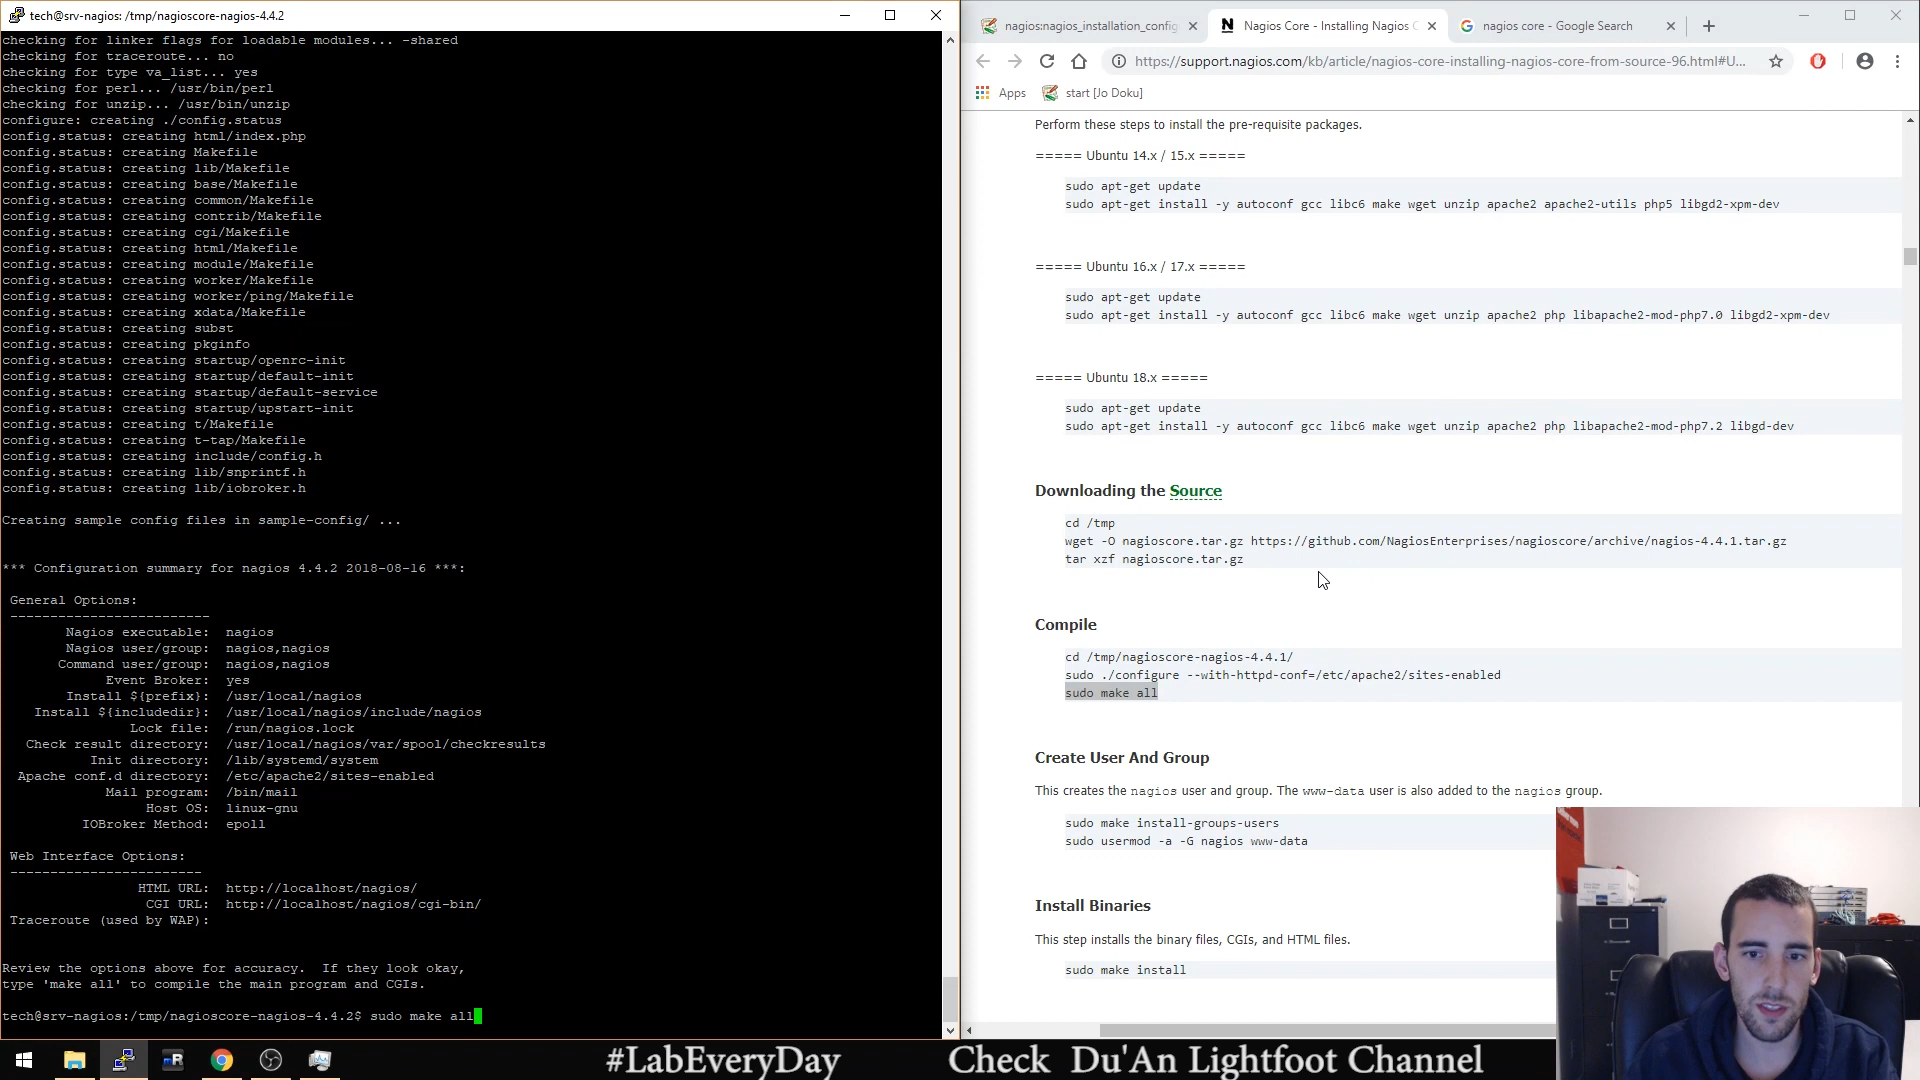 tech@srv-nagios: /tmp/nagioscore-nagios-4.4.2
checking for linker flags for loadable modules... -shared
checking for traceroute... no
checking for type va_list... yes
checking for perl... /usr/bin/perl
checking for unzip... /usr/bin/unzip
configure: creating ./config.status
config.status: creating html/index.php
config.status: creating Makefile
config.status: creating lib/Makefile
config.status: creating base/Makefile
config.status: creating common/Makefile
config.status: creating contrib/Makefile
config.status: creating cgi/Makefile
config.status: creating html/Makefile
config.status: creating module/Makefile
config.status: creating worker/Makefile
config.status: creating worker/ping/Makefile
config.status: creating xdata/Makefile
config.status: creating subst
config.status: creating pkginfo
config.status: creating startup/openrc-init
config.status: creating startup/default-init
config.status: creating startup/default-service
config.status: creating startup/upstart-init
config.status: creating t/Makefile
config.status: creating t-tap/Makefile
config.status: creating include/config.h
config.status: creating lib/snprintf.h
config.status: creating lib/iobroker.h
Creating sample config files in sample-config/ ...
*** Configuration summary for nagios 4.4.2 2018-08-16 ***:
General Options:
-------------------------
Nagios executable: nagios
Nagios user/group: nagios,nagios
Command user/group: nagios,nagios
Event Broker: yes
Install ${prefix}: /usr/local/nagios
Install ${includedir}: /usr/local/nagios/include/nagios
Lock file: /run/nagios.lock
Check result directory: /usr/local/nagios/var/spool/checkresults
Init directory: /lib/systemd/system
Apache conf.d directory: /etc/apache2/sites-enabled
Mail program: /bin/mail
Host OS: linux-gnu
IOBroker Method: epoll
Web Interface Options:
------------------------
HTML URL: http://localhost/nagios/
CGI URL: http://localhost/nagios/cgi-bin/
Traceroute (used by WAP):
Review the options above for accuracy. If they look okay,
type 'make all' to compile the main program and CGIs.
tech@srv-nagios:/tmp/nagioscore-nagios-4.4.2$ sudo make all
nagios:nagios_installation_config
Nagios Core - Installing Nagios C
nagios core - Google Search
https://support.nagios.com/kb/article/nagios-core-installing-nagios-core-from-source-96.html#U...
Apps
start [Jo Doku]
Perform these steps to install the pre-requisite packages.
===== Ubuntu 14.x / 15.x =====
sudo apt-get update
sudo apt-get install -y autoconf gcc libc6 make wget unzip apache2 apache2-utils php5 libgd2-xpm-dev
===== Ubuntu 16.x / 17.x =====
sudo apt-get update
sudo apt-get install -y autoconf gcc libc6 make wget unzip apache2 php libapache2-mod-php7.0 libgd2-xpm-dev
===== Ubuntu 18.x =====
sudo apt-get update
sudo apt-get install -y autoconf gcc libc6 make wget unzip apache2 php libapache2-mod-php7.2 libgd-dev
Downloading the Source
cd /tmp
wget -O nagioscore.tar.gz https://github.com/NagiosEnterprises/nagioscore/archive/nagios-4.4.1.tar.gz
tar xzf nagioscore.tar.gz
Compile
cd /tmp/nagioscore-nagios-4.4.1/
sudo ./configure --with-httpd-conf=/etc/apache2/sites-enabled
sudo make all
Create User And Group
This creates the nagios user and group. The www-data user is also added to the nagios group.
sudo make install-groups-users
sudo usermod -a -G nagios www-data
Install Binaries
This step installs the binary files, CGIs, and HTML files.
sudo make install
#LabEveryDay
Check Du'An Lightfoot Channel